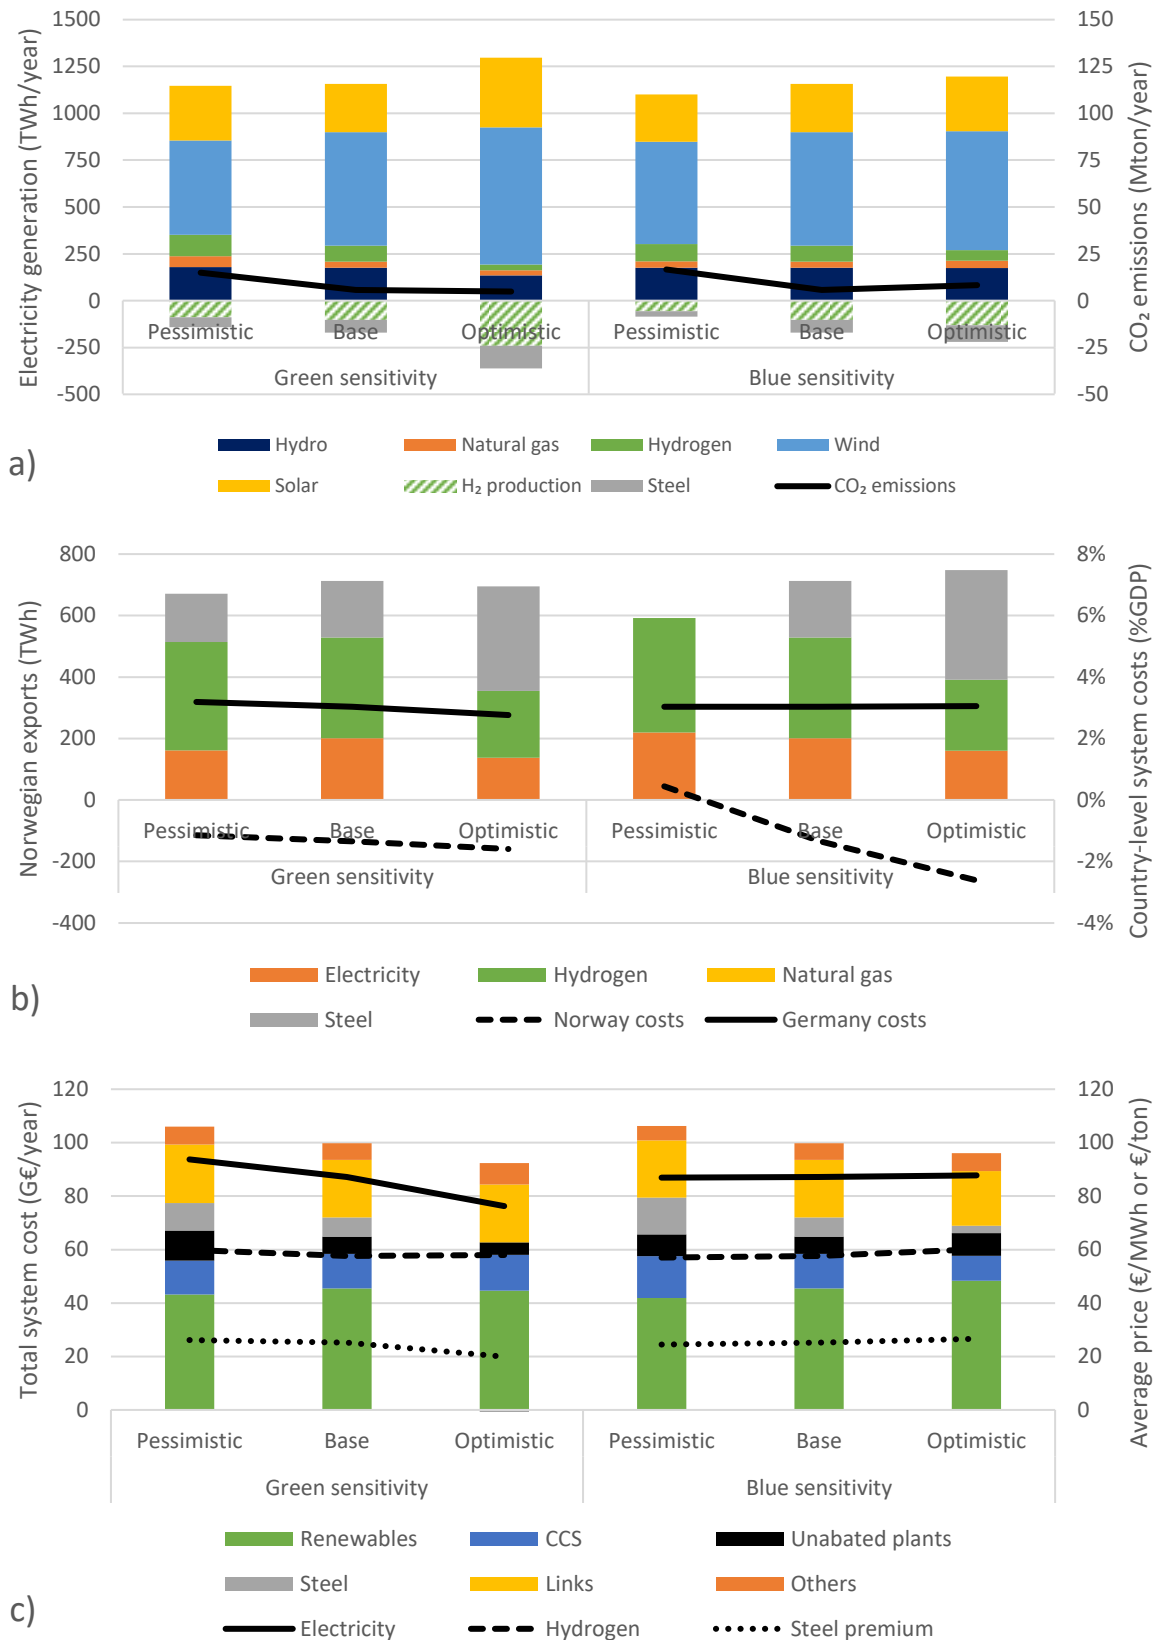 1500
1250
1000
750
500
250
0
-250
-500
Electricity generation (TWh/year)
150
125
100
75
50
25
0
-25
-50
CO₂ emissions (Mton/year)
Pessimistic Base Optimistic Pessimistic Base Optimistic
Green sensitivity Blue sensitivity
Hydro Natural gas Hydrogen Wind
Solar H₂ production Steel CO₂ emissions
a)
800
600
400
200
0
-200
-400
Norwegian exports (TWh)
8%
6%
4%
2%
0%
-2%
-4%
Country-level system costs (%GDP)
Pessimistic Base Optimistic Pessimistic Base Optimistic
Green sensitivity Blue sensitivity
Electricity Hydrogen Natural gas
Steel Norway costs Germany costs
b)
120
100
80
60
40
20
0
Total system cost (G€/year)
120
100
80
60
40
20
0
Average price (€/MWh or €/ton)
Pessimistic Base Optimistic Pessimistic Base Optimistic
Green sensitivity Blue sensitivity
Renewables CCS Unabated plants
Steel Links Others
Electricity Hydrogen Steel premium
c)